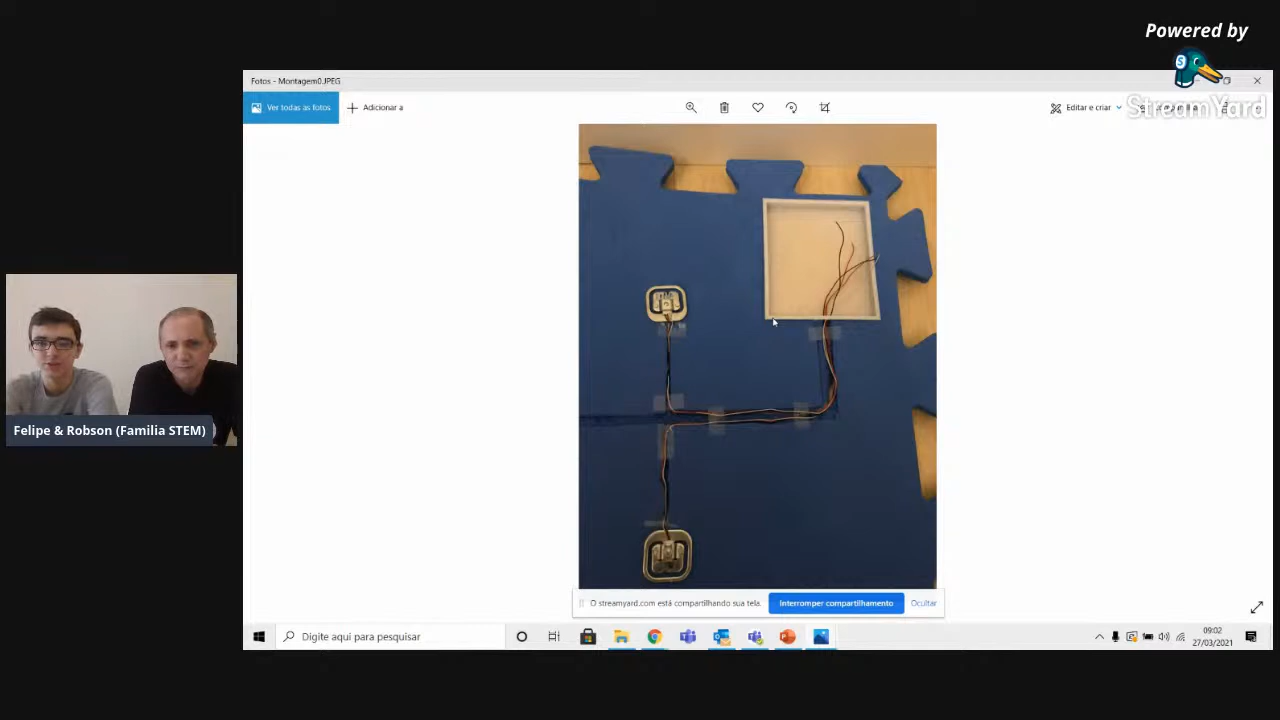 Powered by
StreamYard
Fotos - Montagem0.JPEG
Ver todas as fotos
Adicionar a
Editar e criar
Felipe & Robson (Familia STEM)
O streamyard.com está compartilhando sua tela.
Interromper compartilhamento
Ocultar
Digite aqui para pesquisar
09:02
27/03/2021